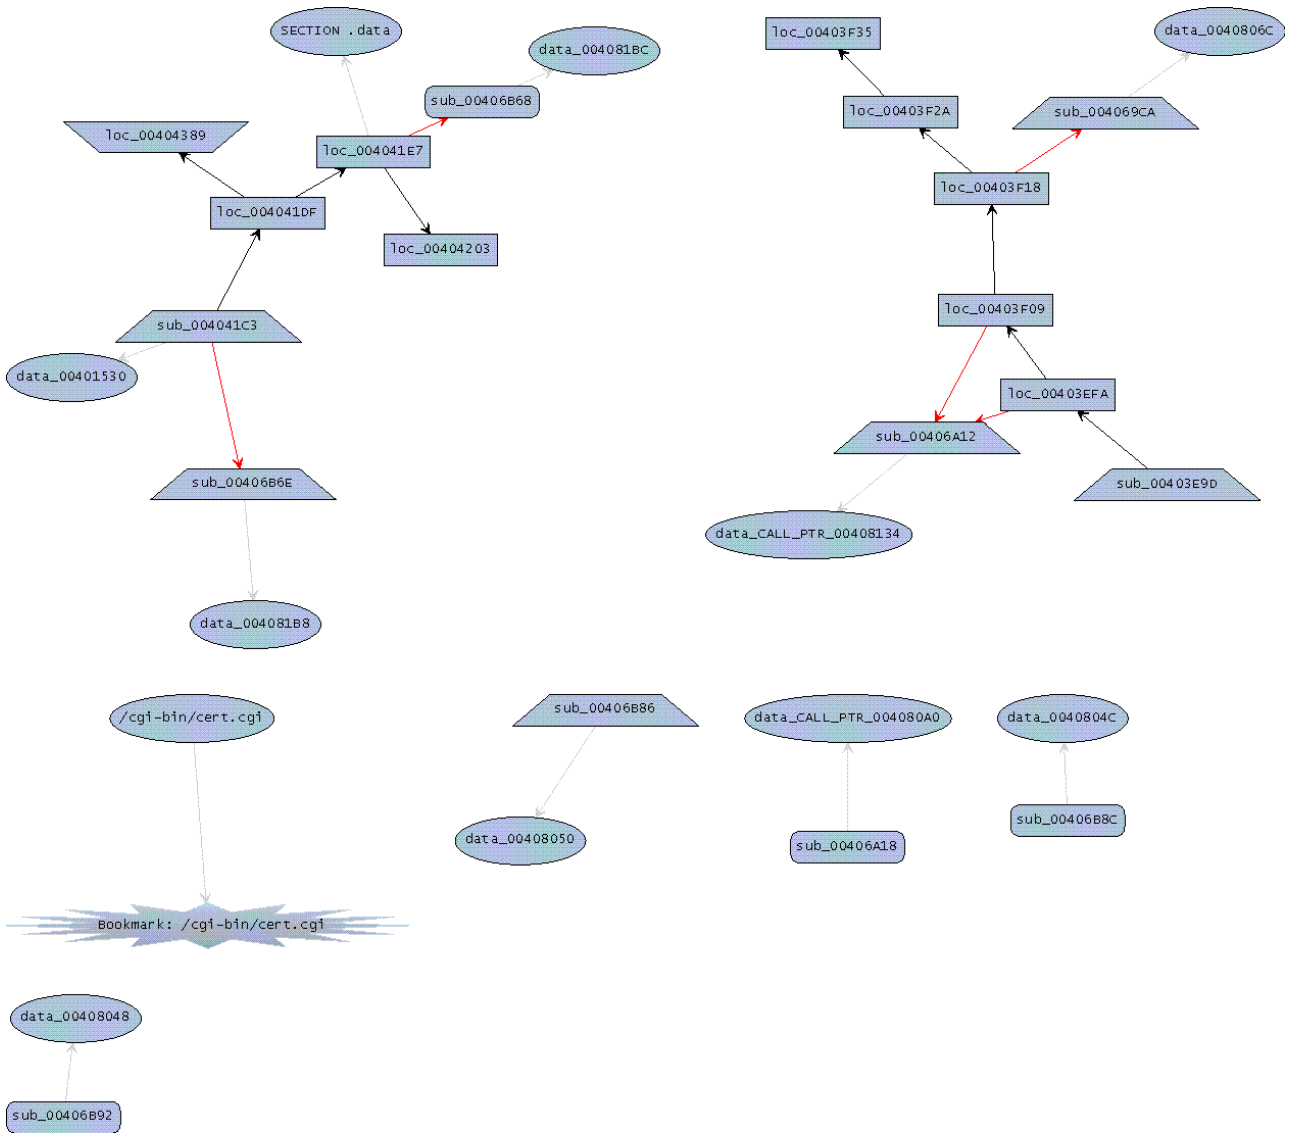 SECTION .data
data_004081BC
sub_00406B68
loc_00404389
loc_004041E7
loc_004041DF
loc_00404203
sub_004041C3
data_00401530
sub_00406B6E
data_004081B8
loc_00403F35
data_0040806C
loc_00403F2A
sub_004069CA
loc_00403F18
loc_00403F09
loc_00403EFA
sub_00406A12
sub_00403E9D
data_CALL_PTR_00408134
/cgi-bin/cert.cgi
sub_00406B86
data_CALL_PTR_004080A0
data_0040804C
data_00408050
sub_00406A18
sub_00406B8C
Bookmark: /cgi-bin/cert.cgi
data_00408048
sub_00406B92